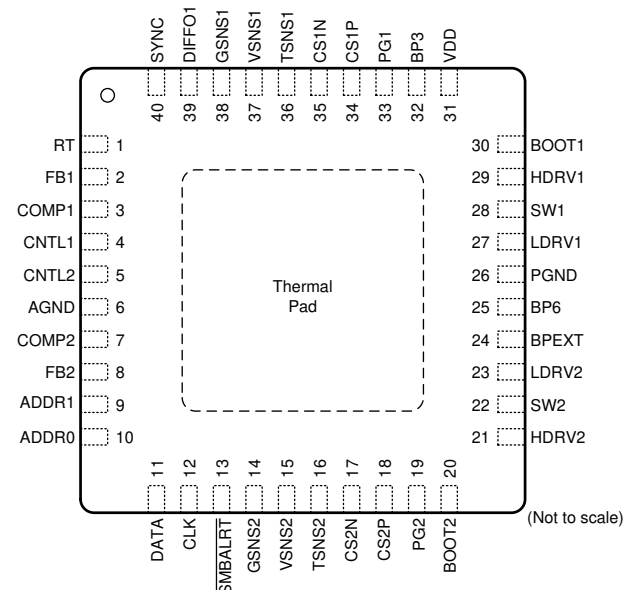 SYNC
DIFFO1
GSNS1
VSNS1
TSNS1
CS1N
CS1P
PG1
BP3
VDD
40
39
38
37
36
35
34
33
32
31
RT 1
FB1 2
COMP1 3
CNTL1 4
CNTL2 5
AGND 6
COMP2 7
FB2 8
ADDR1 9
ADDR0 10
Thermal
Pad
30 BOOT1
29 HDRV1
28 SW1
27 LDRV1
26 PGND
25 BP6
24 BPEXT
23 LDRV2
22 SW2
21 HDRV2
11
12
13
14
15
16
17
18
19
20
DATA
CLK
SMBALRT
GSNS2
VSNS2
TSNS2
CS2N
CS2P
PG2
BOOT2
(Not to scale)